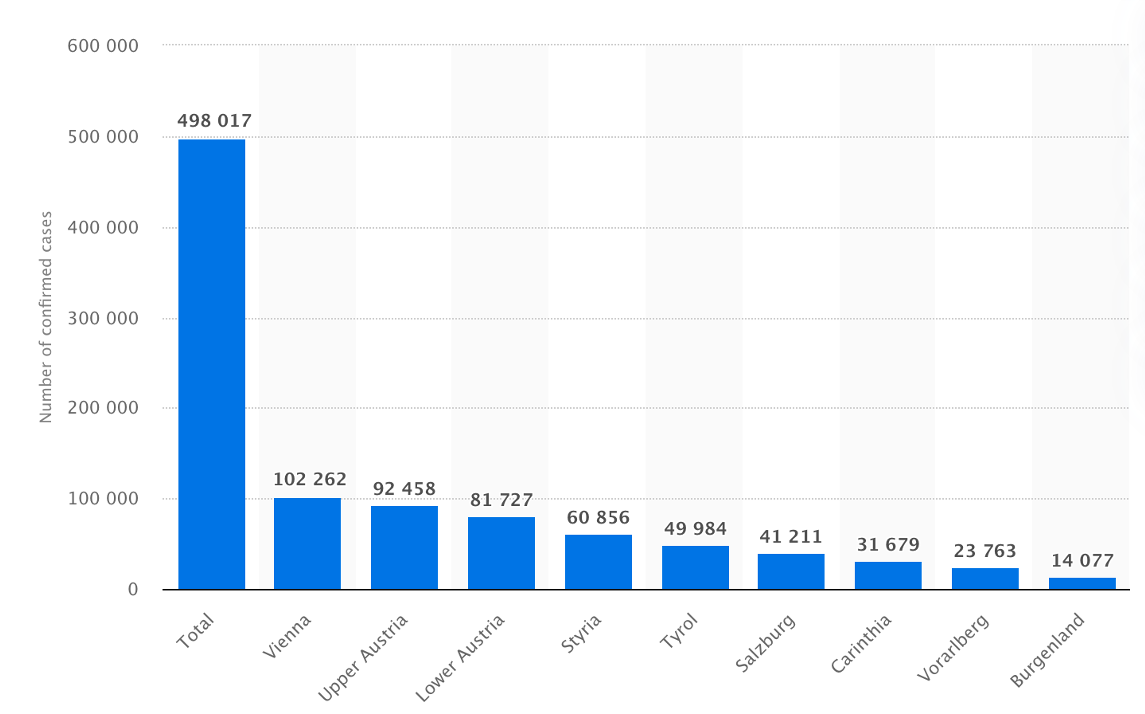 600 000
500 000
400 000
300 000
200 000
100 000
0
Number of confirmed cases
498 017
102 262
92 458
81 727
60 856
49 984
41 211
31 679
23 763
14 077
Total
Vienna
Upper Austria
Lower Austria
Styria
Tyrol
Salzburg
Carinthia
Vorarlberg
Burgenland